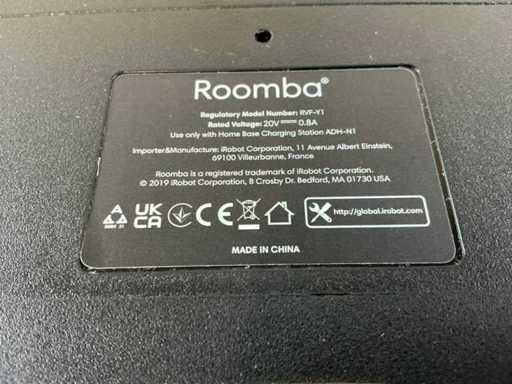 Roomba®
Regulatory Model Number: RVF-Y1
Rated Voltage: 20V⎓0.8A
Use only with Home Base Charging Station ADH-N1
Importer&Manufacture: iRobot Corporation, 11 Avenue Albert Einstein,
69100 Villeurbanne, France
Roomba is a registered trademark of iRobot Corporation.
© 2019 iRobot Corporation, 8 Crosby Dr. Bedford, MA 01730 USA
UK
CA
CE
http://global.irobot.com
MADE IN CHINA